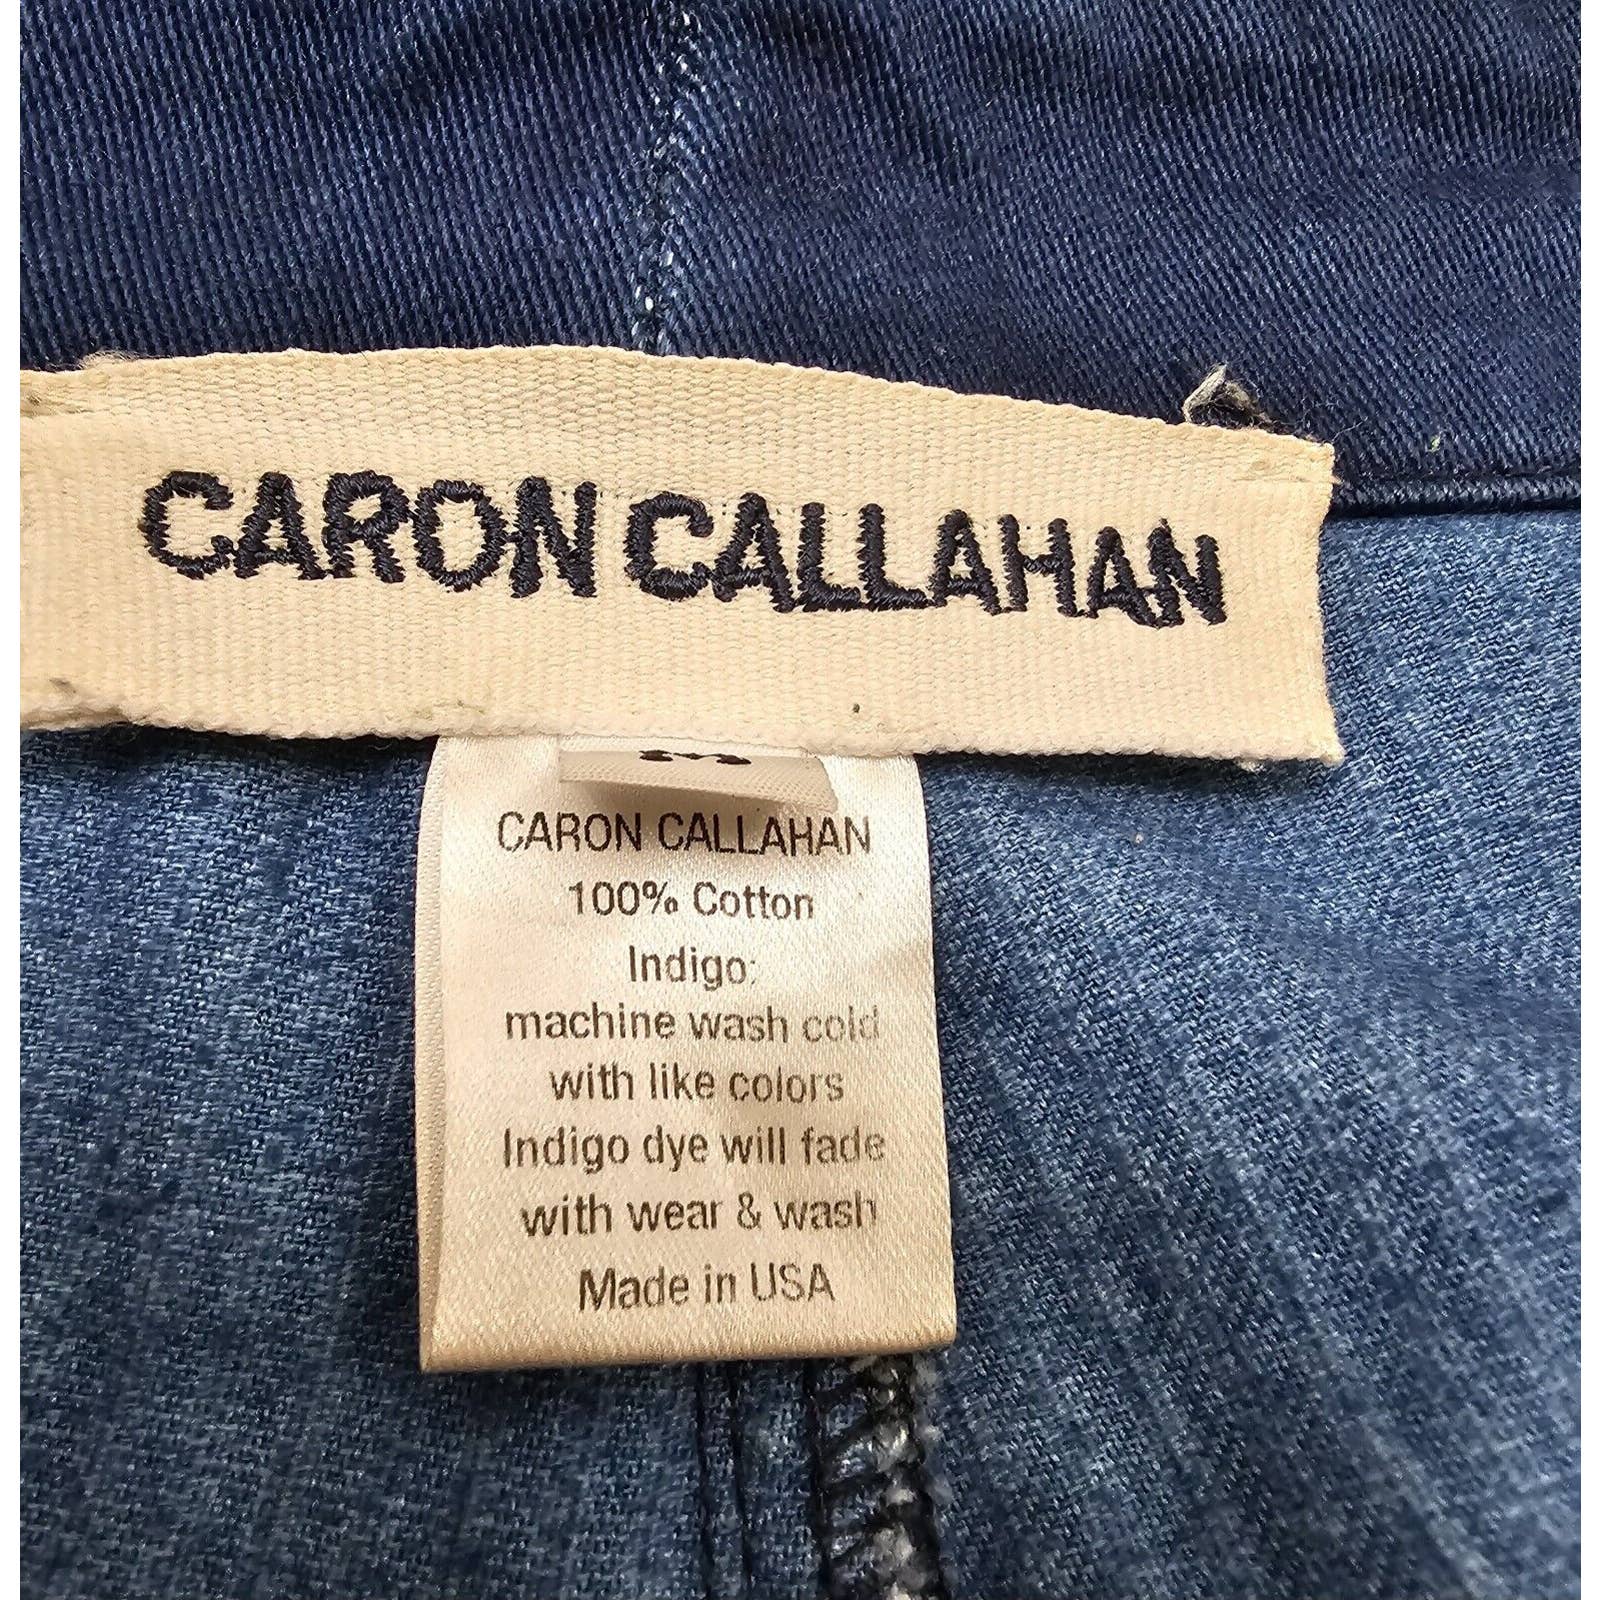 CARON CALLAHAN
CARON CALLAHAN
100% Cotton
Indigo:
machine wash cold
with like colors
Indigo dye will fade
with wear & wash
Made in USA